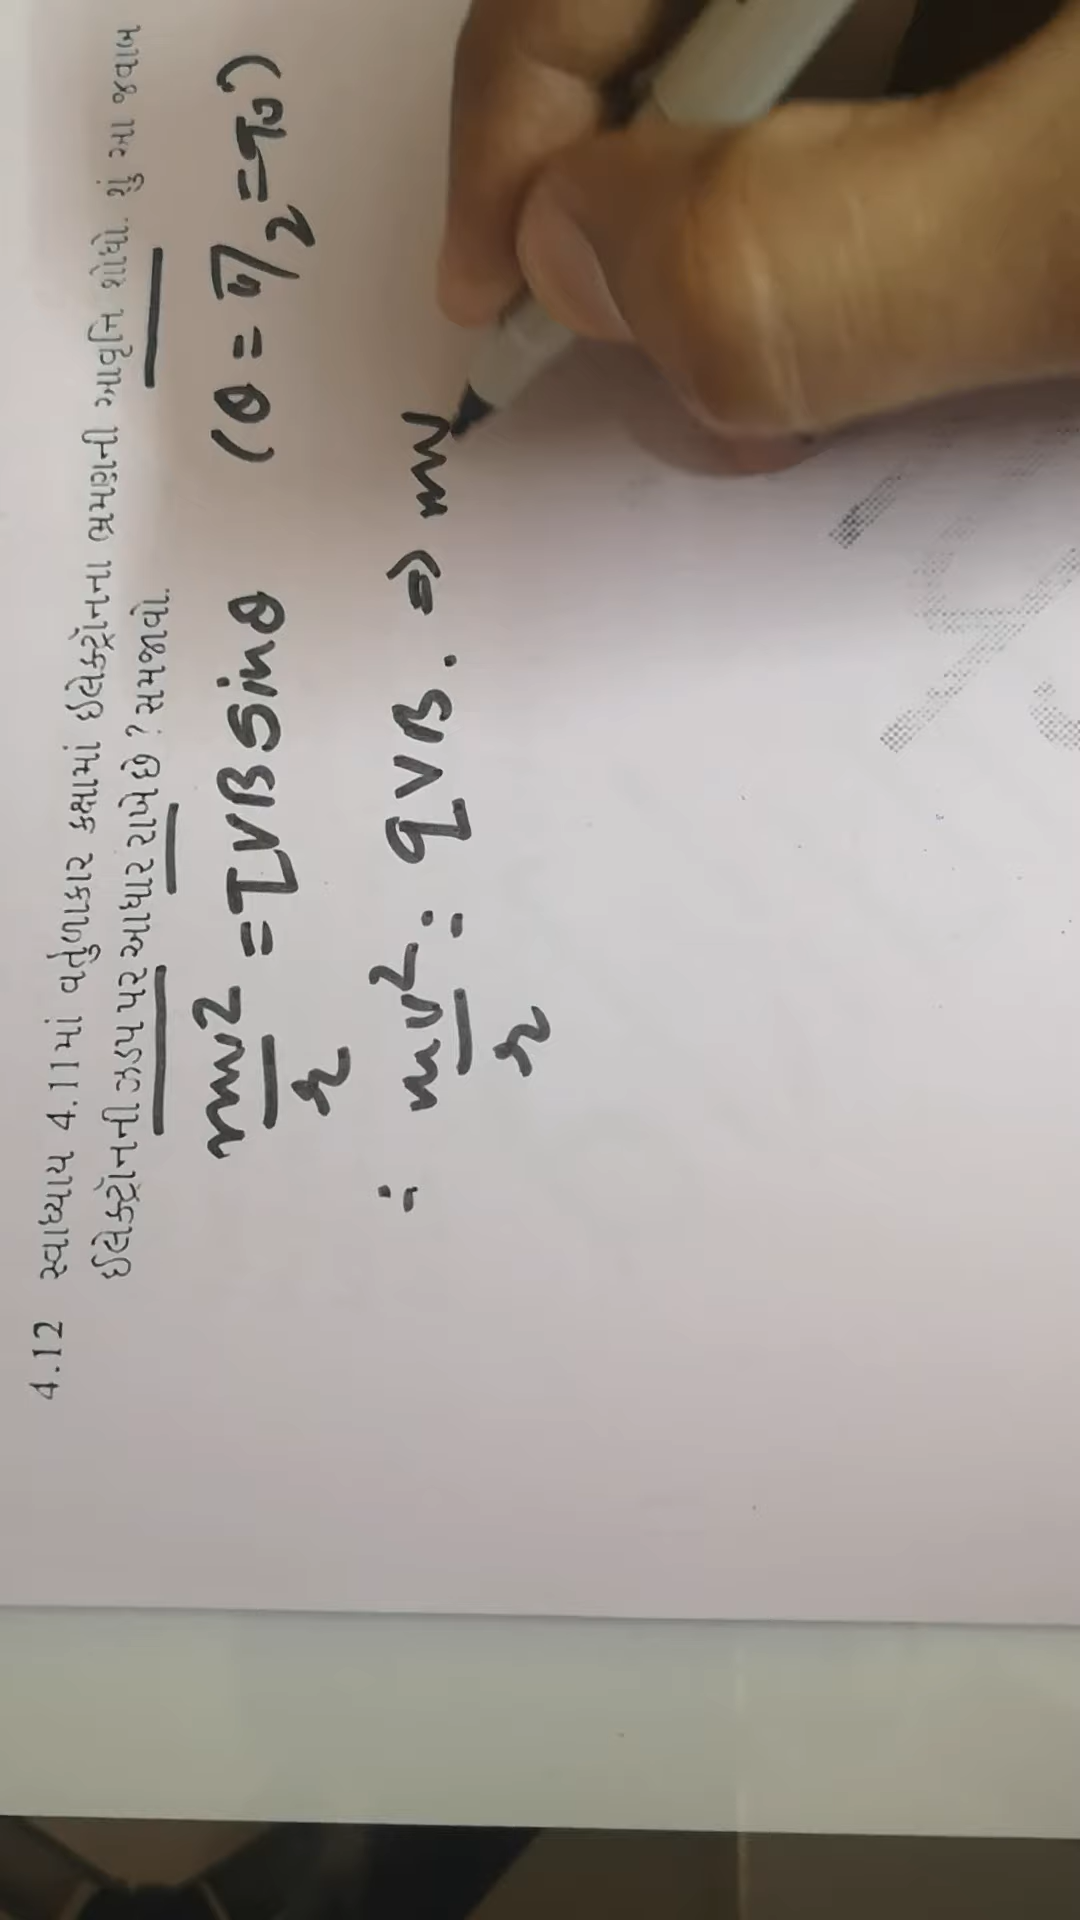 4.12 સ્વાધ્યાય 4.11માં વર્તુળાકાર કક્ષામાં ઇલેક્ટ્રૉનના ભ્રમણની આવૃત્તિ શોધો. શું આ જવાબ
ઇલેક્ટ્રૉનની ઝડપ પર આધાર રાખે છે ? સમજાવો.
mv²/r = qVB sinθ (θ = π/2 = 90°)
∴ mv²/r = qVB. ⇒ mv